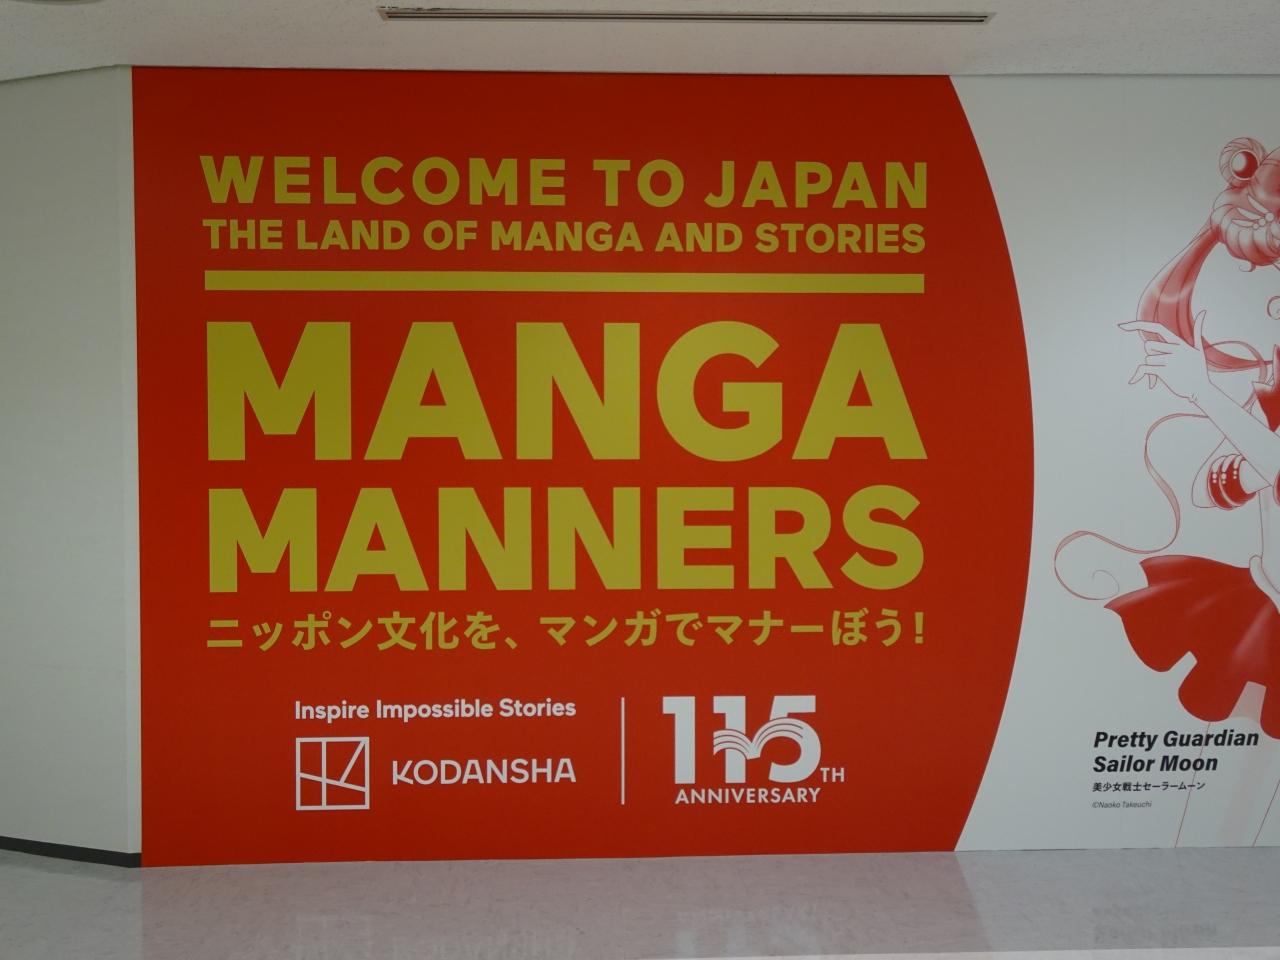 WELCOME TO JAPAN
THE LAND OF MANGA AND STORIES
MANGA
MANNERS
ニッポン文化を、マンガでマナーぼう!
Inspire Impossible Stories
KODANSHA
115TH
ANNIVERSARY
Pretty Guardian
Sailor Moon
美少女戦士セーラームーン
©Naoko Takeuchi